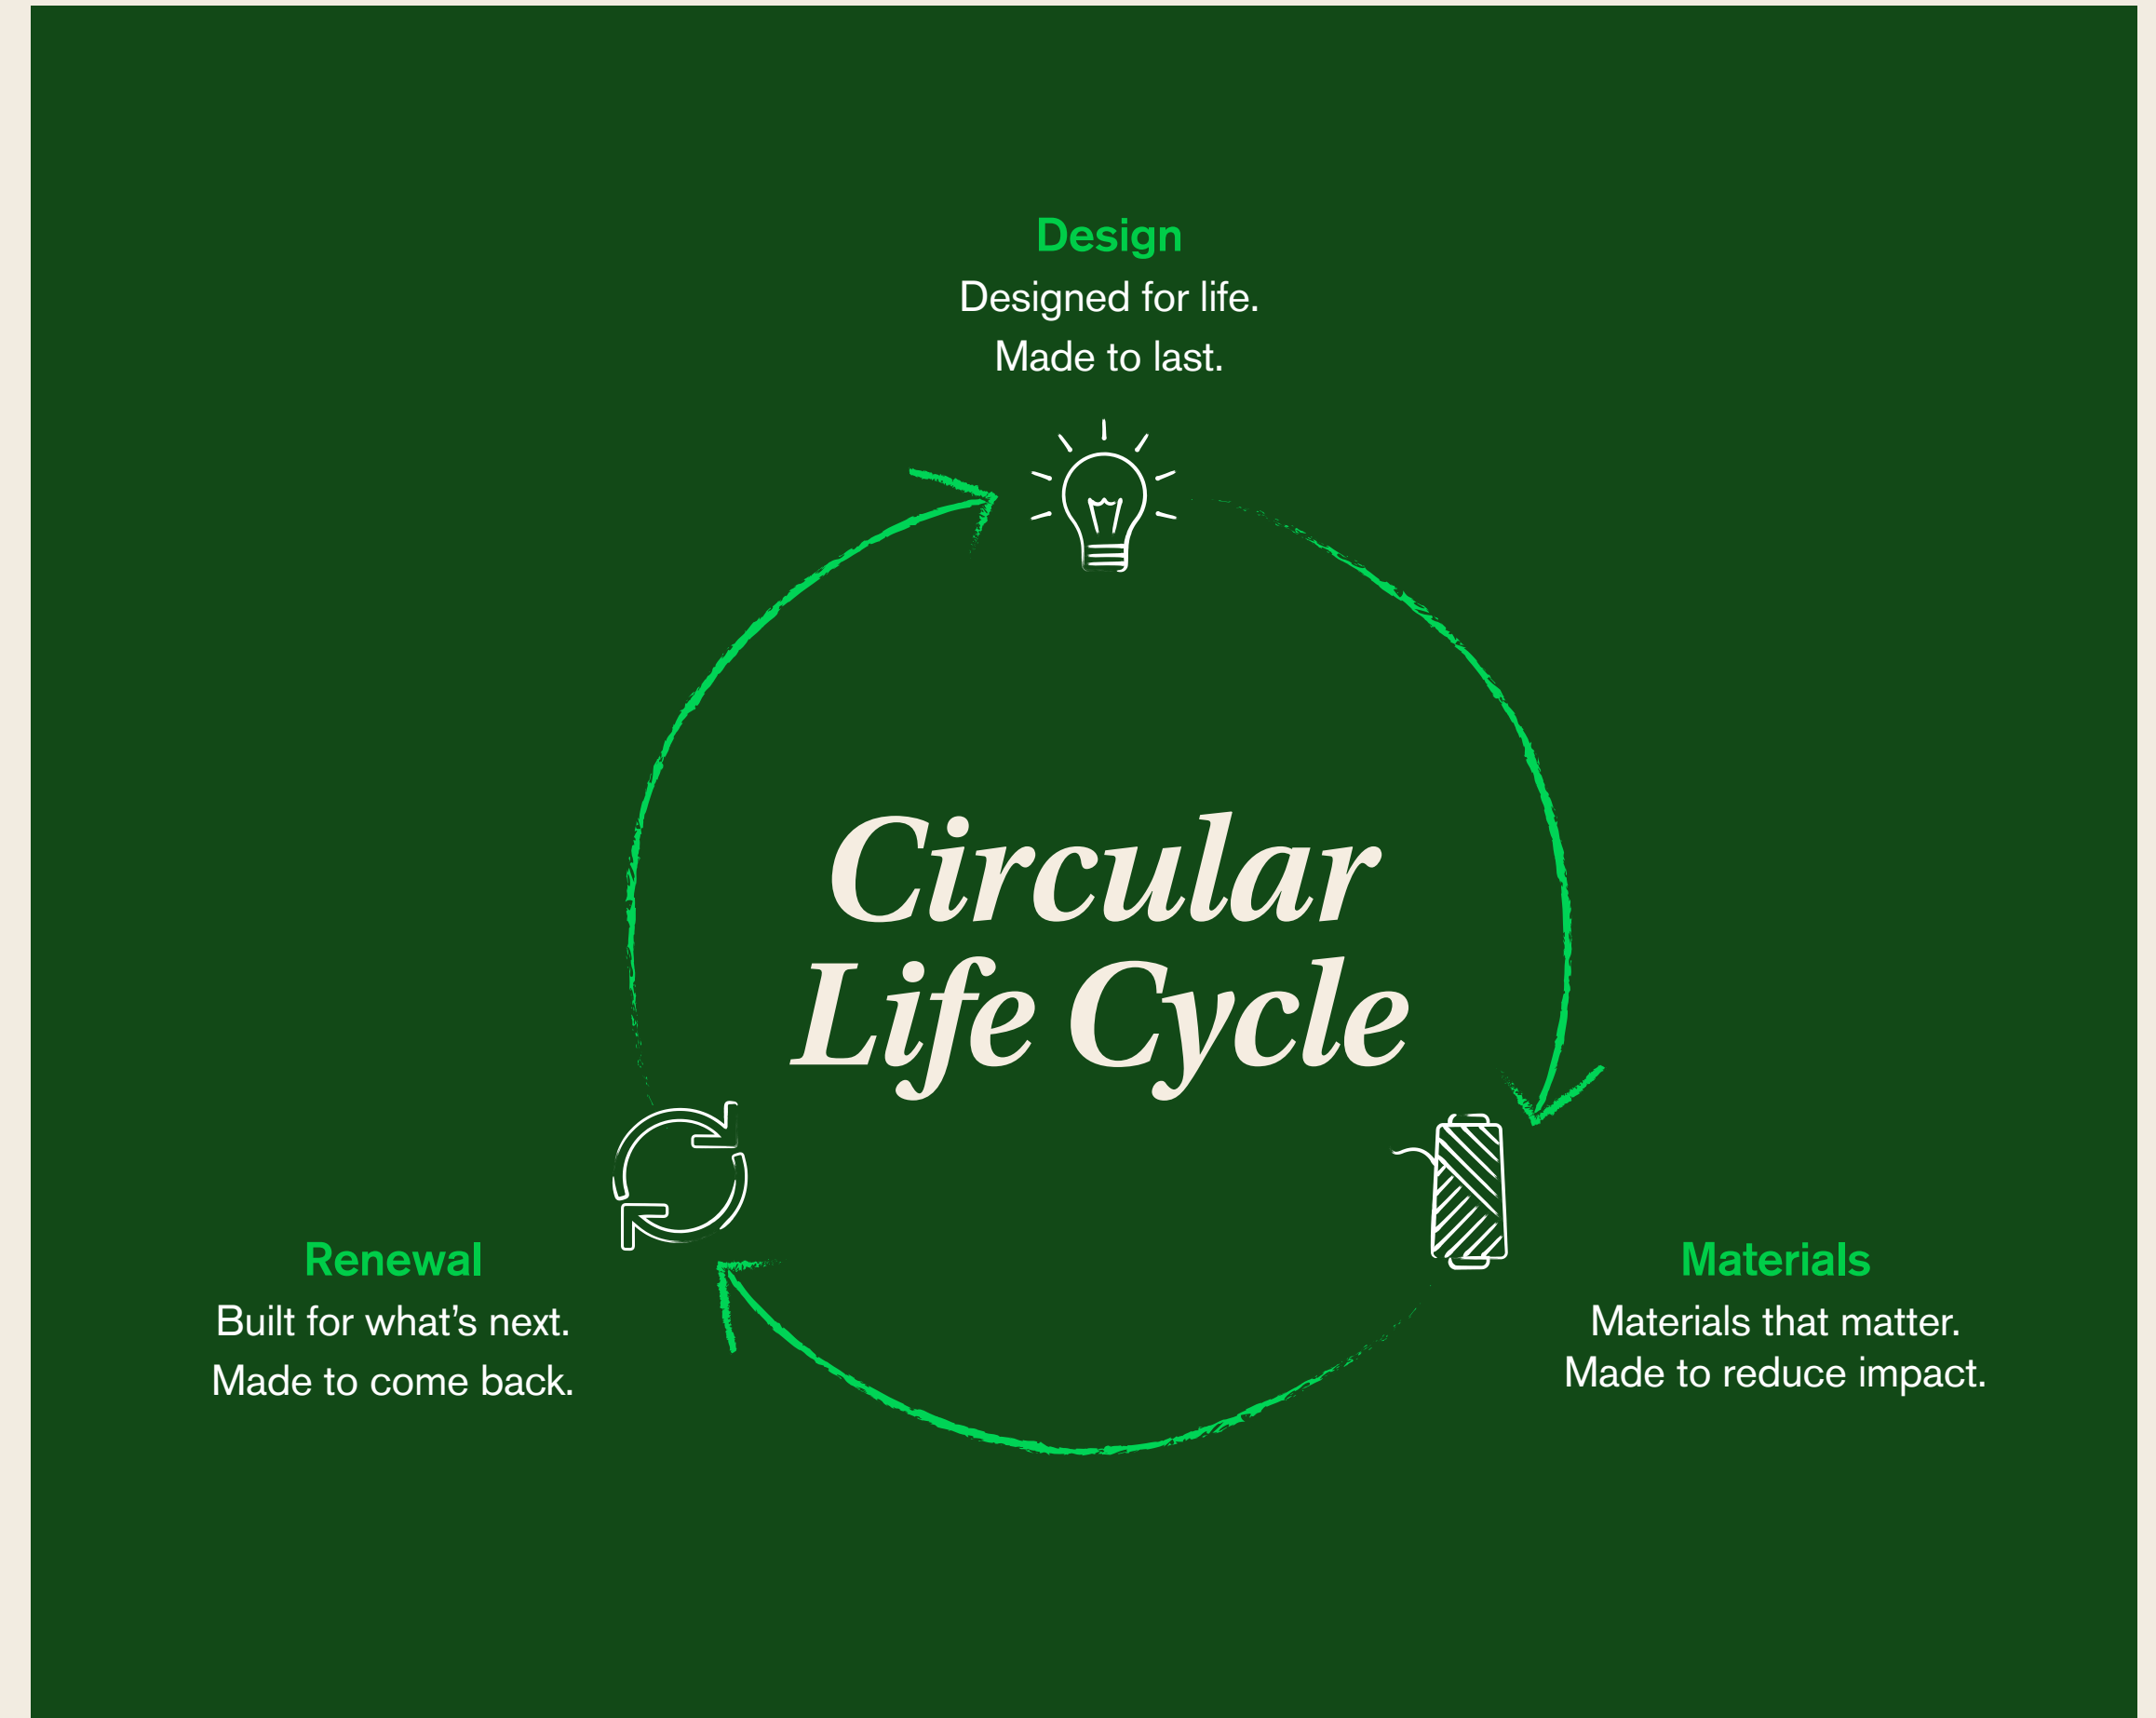 Design
Designed for life.
Made to last.
Circular
Life Cycle
Renewal
Built for what’s next.
Made to come back.
Materials
Materials that matter.
Made to reduce impact.